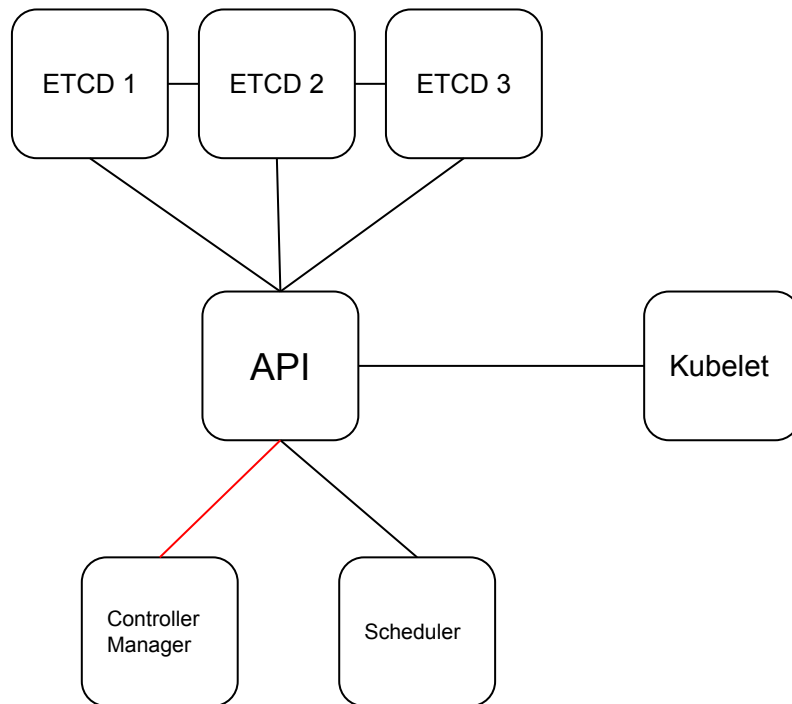 ETCD 1
ETCD 2
ETCD 3
API
Kubelet
Controller
Manager
Scheduler